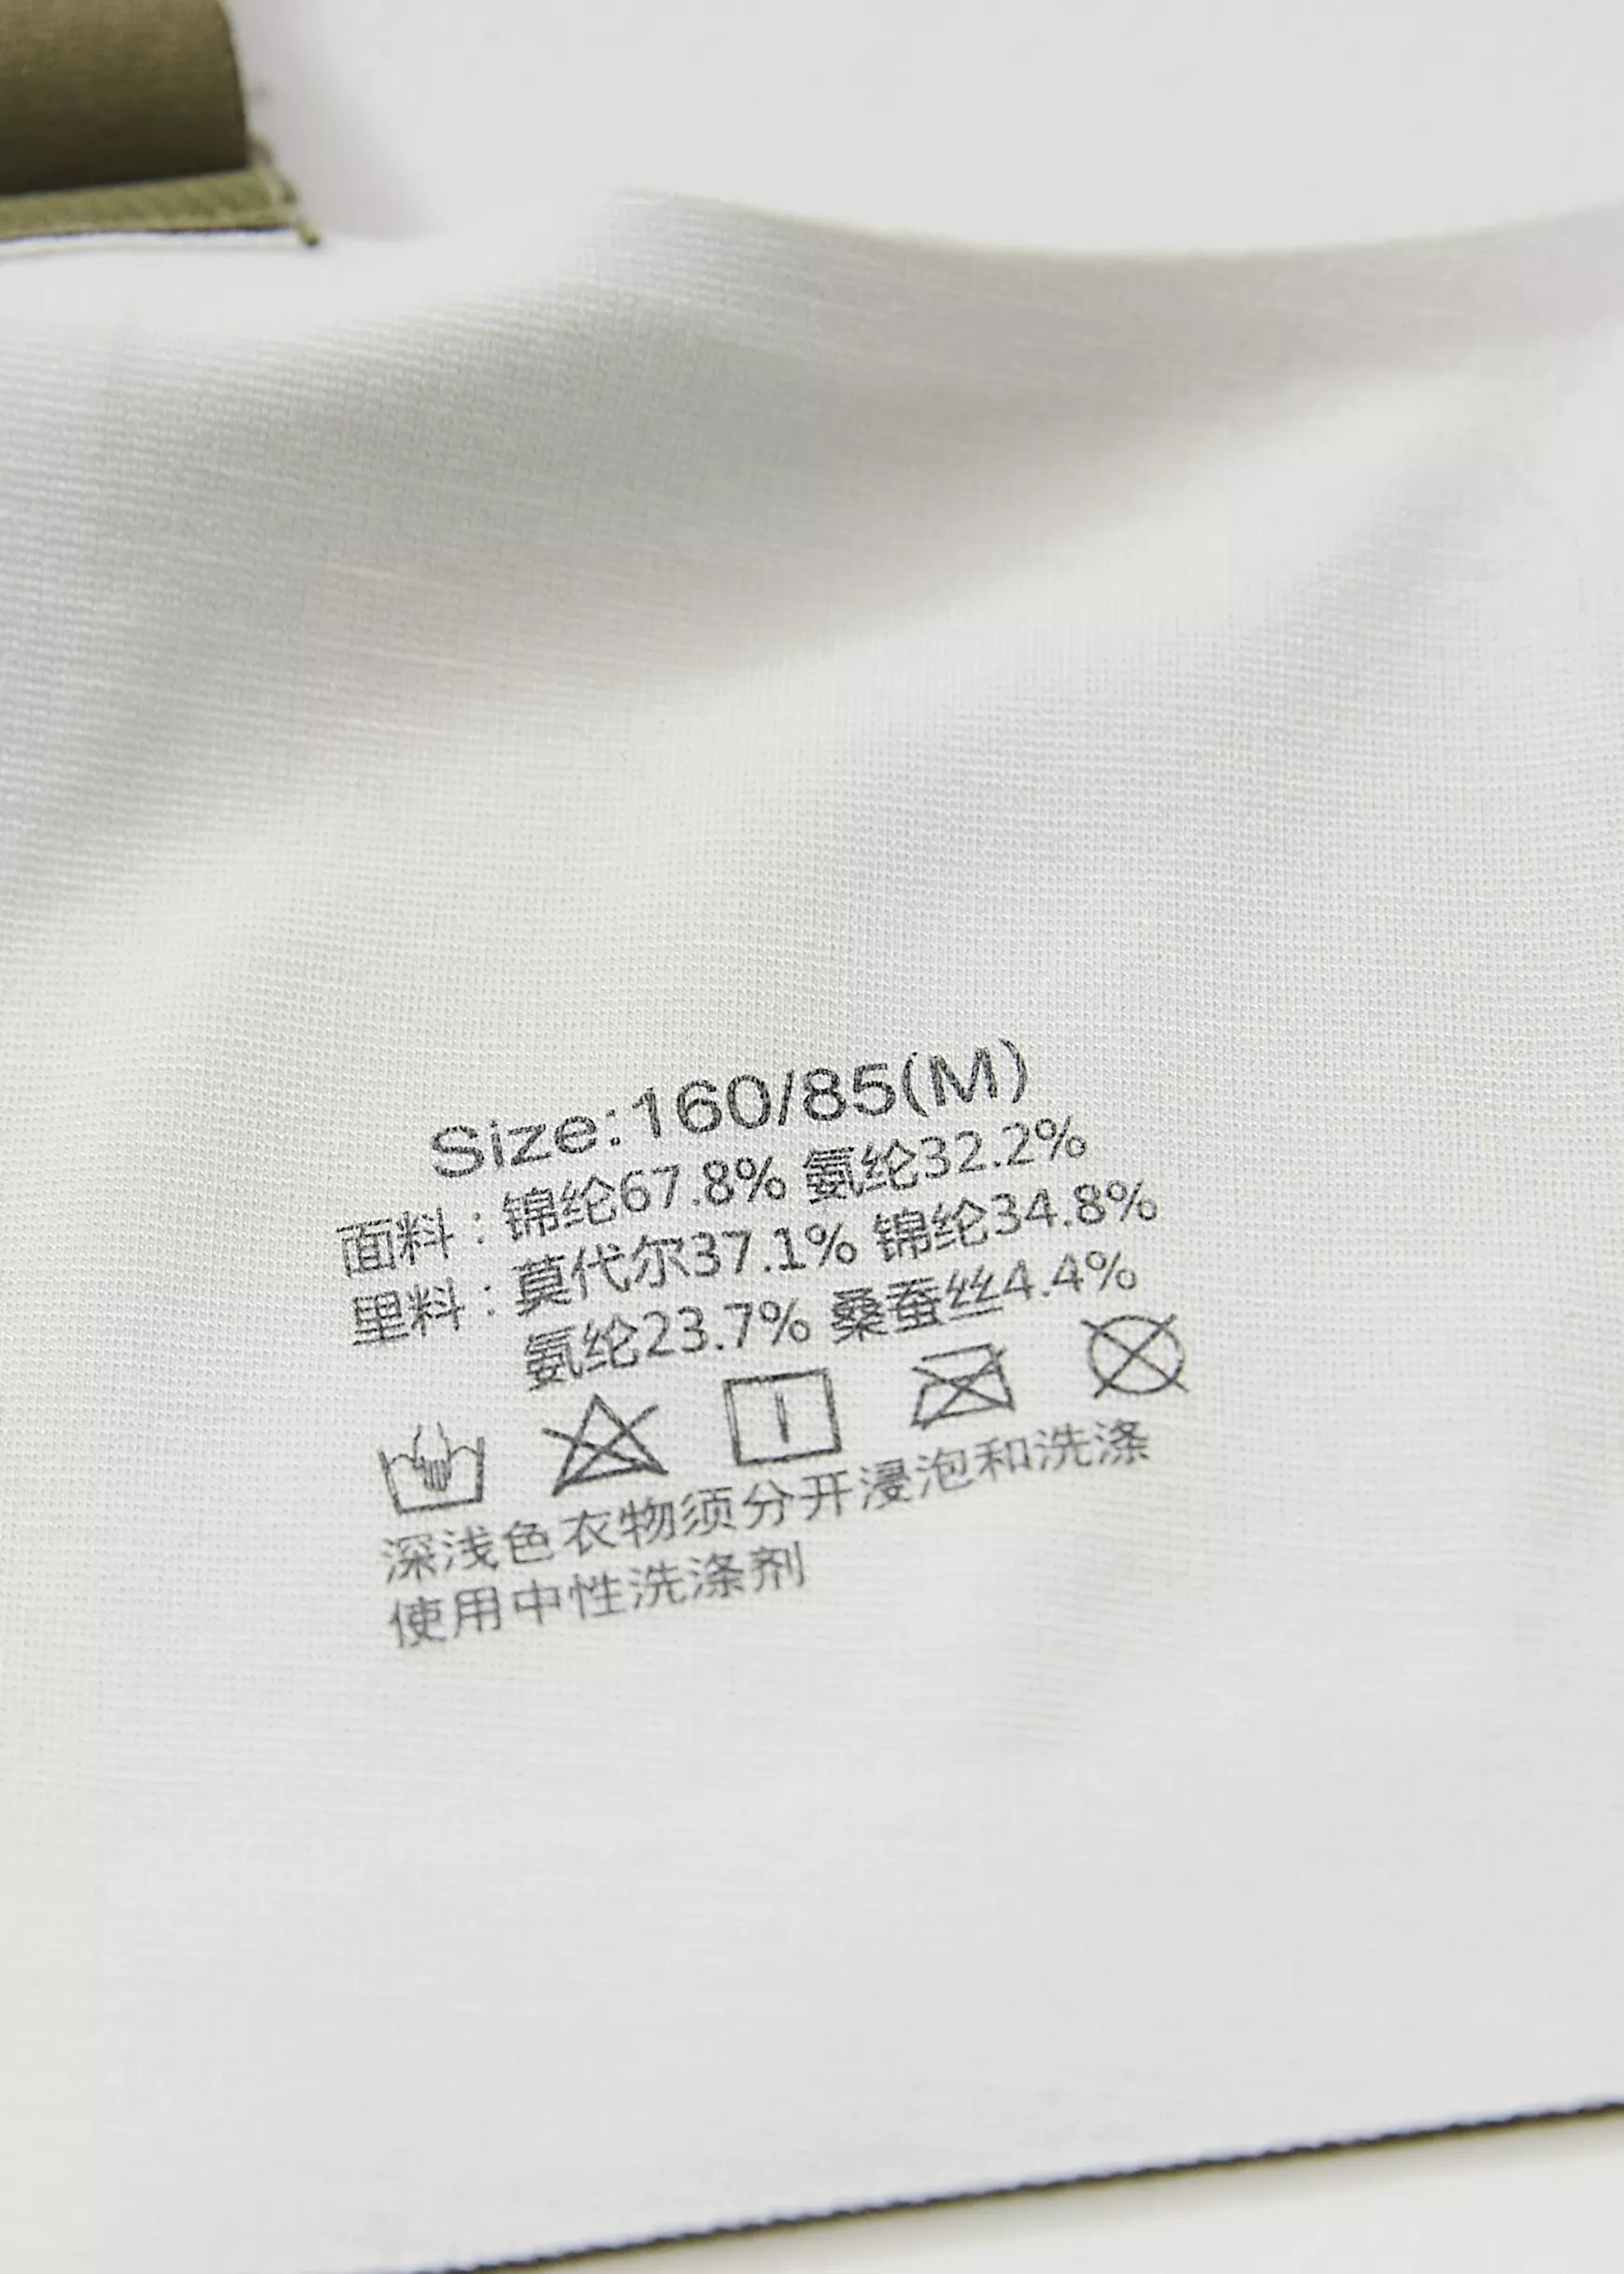 Size:160/85(M)
面料:锦纶67.8% 氨纶32.2%
里料:莫代尔37.1% 锦纶34.8%
氨纶23.7% 桑蚕丝4.4%
深浅色衣物须分开浸泡和洗涤
使用中性洗涤剂